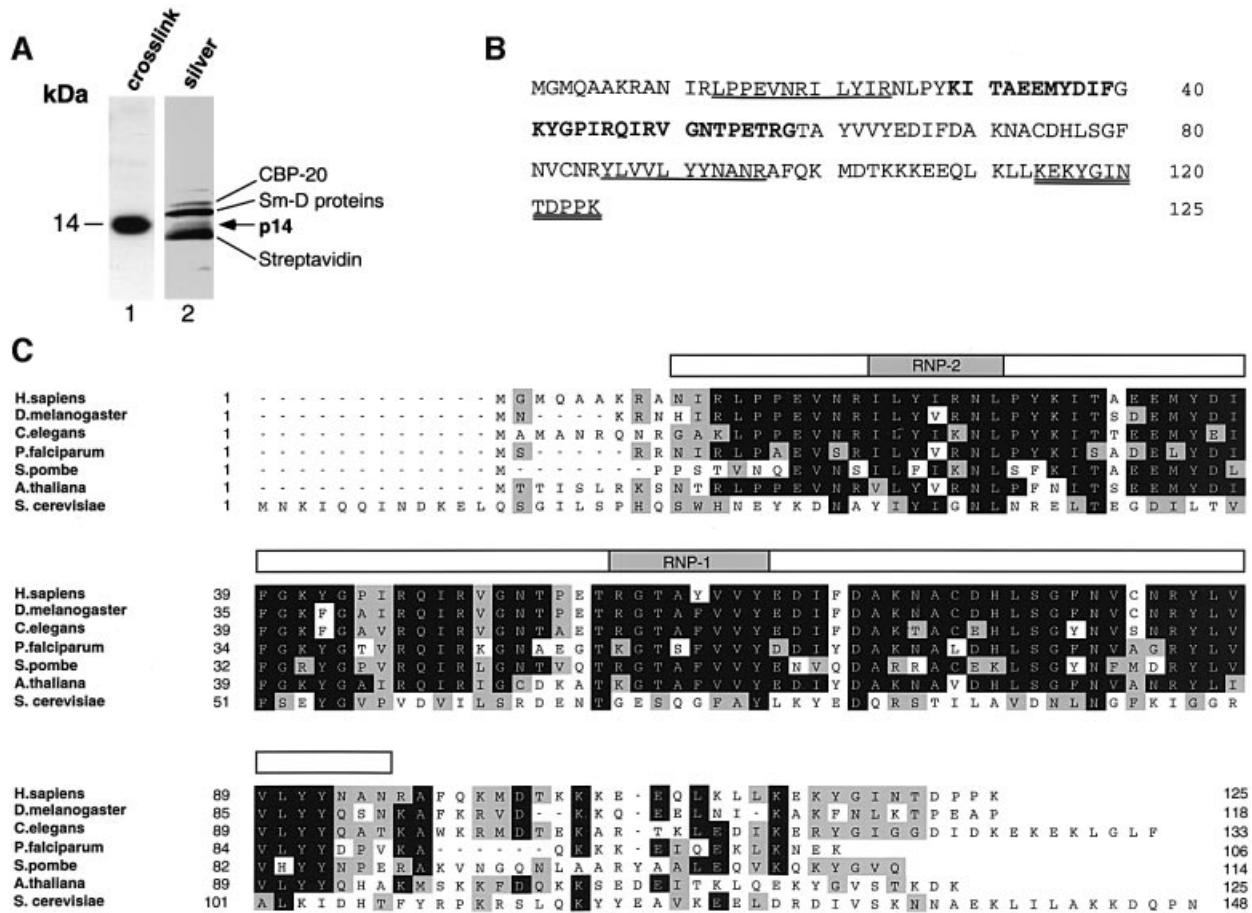 A
crosslink
silver
kDa
CBP-20
Sm-D proteins
14
p14
Streptavidin
1 2
B
MGMQAAKRAN IRLPPEVNRI LYIRNLPYKI TAEEMYDIFG 40
KYGPIRQIRV GNTPETRGTA YVVYEDIFDA KNACDHLSGF 80
NVCNRYLVVL YYNANRAFQK MDTKKKEEQL KLLKEKYGIN 120
TDPPK 125
C
RNP-2
H.sapiens 1 - - - - - - - - - - - - M G M Q A A K R A N I R L P P E V N R I L Y I R N L P Y K I T A E E M Y D I
D.melanogaster 1 - - - - - - - - - - - - M N - - - - K R N H I R L P P E V N R I L Y V R N L P Y K I T S D E M Y D I
C.elegans 1 - - - - - - - - - - - - M A M A N R Q N R G A K L P P E V N R I L Y I K N L P Y K I T T E E M Y E I
P.falciparum 1 - - - - - - - - - - - - M S - - - - - R R N I R L P A E V S R I L Y V R N L P Y K I S A D E L Y D I
S.pombe 1 - - - - - - - - - - - - M - - - - - - - P P S T V N Q E V N S I L F I K N L S F K I T A E E M Y D L
A.thaliana 1 - - - - - - - - - - - - M T T I S L R K S N T R L P P E V N R V L Y V R N L P F N I T S E E M Y D I
S. cerevisiae 1 M N K I Q Q I N D K E L Q S G I L S P H Q S W H N E Y K D N A Y I Y I G N L N R E L T E G D I L T V
RNP-1
H.sapiens 39 F G K Y G P I R Q I R V G N T P E T R G T A Y V V Y E D I F D A K N A C D H L S G F N V C N R Y L V
D.melanogaster 35 F G K F G A I R Q I R V G N T P E T R G T A F V V Y E D I F D A K N A C D H L S G F N V C N R Y L V
C.elegans 39 F G K F G A V R Q I R V G N T A E T R G T A F V V Y E D I F D A K T A C E H L S G Y N V S N R Y L V
P.falciparum 34 F G K Y G T V R Q I R K G N A E G T K G T S F V V Y D D I Y D A K N A L D H L S G F N V A G R Y L V
S.pombe 32 F G R Y G P V R Q I R L G N T V Q T R G T A F V V Y E N V Q D A R R A C E K L S G Y N F M D R Y L V
A.thaliana 39 F G K Y G A I R Q I R I G C D K A T K G T A F V V Y E D I Y D A K N A V D H L S G F N V A N R Y L I
S. cerevisiae 51 F S E Y G V P V D V I L S R D E N T G E S Q G F A Y L K Y E D Q R S T I L A V D N L N G F K I G G R
H.sapiens 89 V L Y Y N A N R A F Q K M D T K K K E - E Q L K L L K E K Y G I N T D P P K 125
D.melanogaster 85 V L Y Y Q S N K A F K R V D - - K Q K - E E L N I - K A F N L K T P E A P 118
C.elegans 89 V L Y Y Q A T K A W K R M D T E K A R - T K L E D I K E R Y G I G G D I D K E K E K L G L F 133
P.falciparum 84 V L Y Y D P V K A - - - - - - Q K K K - E I Q E K L K N E K 106
S.pombe 82 V H Y Y N P E R A K V N G Q N L A A R Y A A L E Q V K Q K Y G V Q 114
A.thaliana 89 V L Y Y Q H A K M S K K F D Q K K S E D E I T K L Q E K Y G V S T K D K 125
S. cerevisiae 101 A L K I D H T F Y R P K R S L Q K Y Y E A V K E E L D R D I V S K N N A E K L I L A K K D Q P N 148